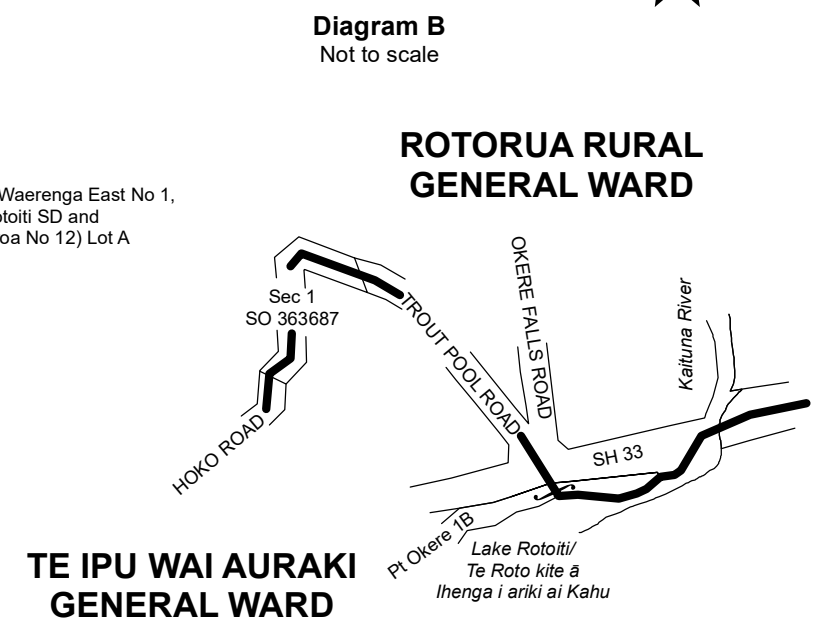 Diagram B
Not to scale
ROTORUA RURAL
GENERAL WARD
Waerenga East No 1,
otoiti SD and
oa No 12) Lot A
Sec 1
SO 363687
TROUT POOL ROAD
OKERE FALLS ROAD
Kaituna River
HOKO ROAD
SH 33
Pt Okere 1B
Lake Rotoiti/
Te Roto kite ā
Ihenga i ariki ai Kahu
TE IPU WAI AURAKI
GENERAL WARD